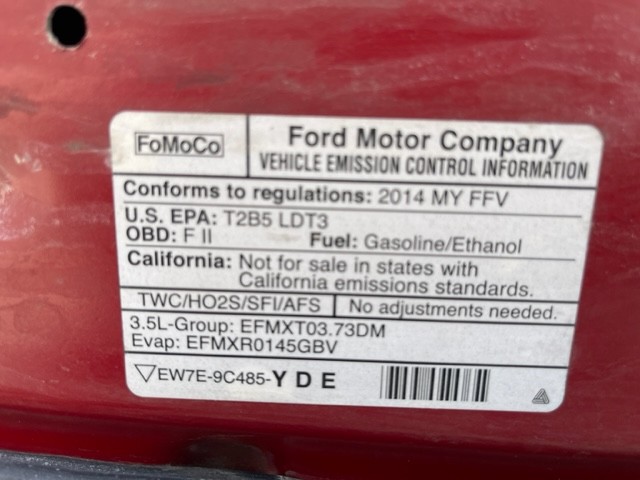 FoMoCo
Ford Motor Company
VEHICLE EMISSION CONTROL INFORMATION
Conforms to regulations: 2014 MY FFV
U.S. EPA: T2B5 LDT3
OBD: F II Fuel: Gasoline/Ethanol
California: Not for sale in states with
California emissions standards.
TWC/HO2S/SFI/AFS No adjustments needed.
3.5L-Group: EFMXT03.73DM
Evap: EFMXR0145GBV
EW7E-9C485-YDE